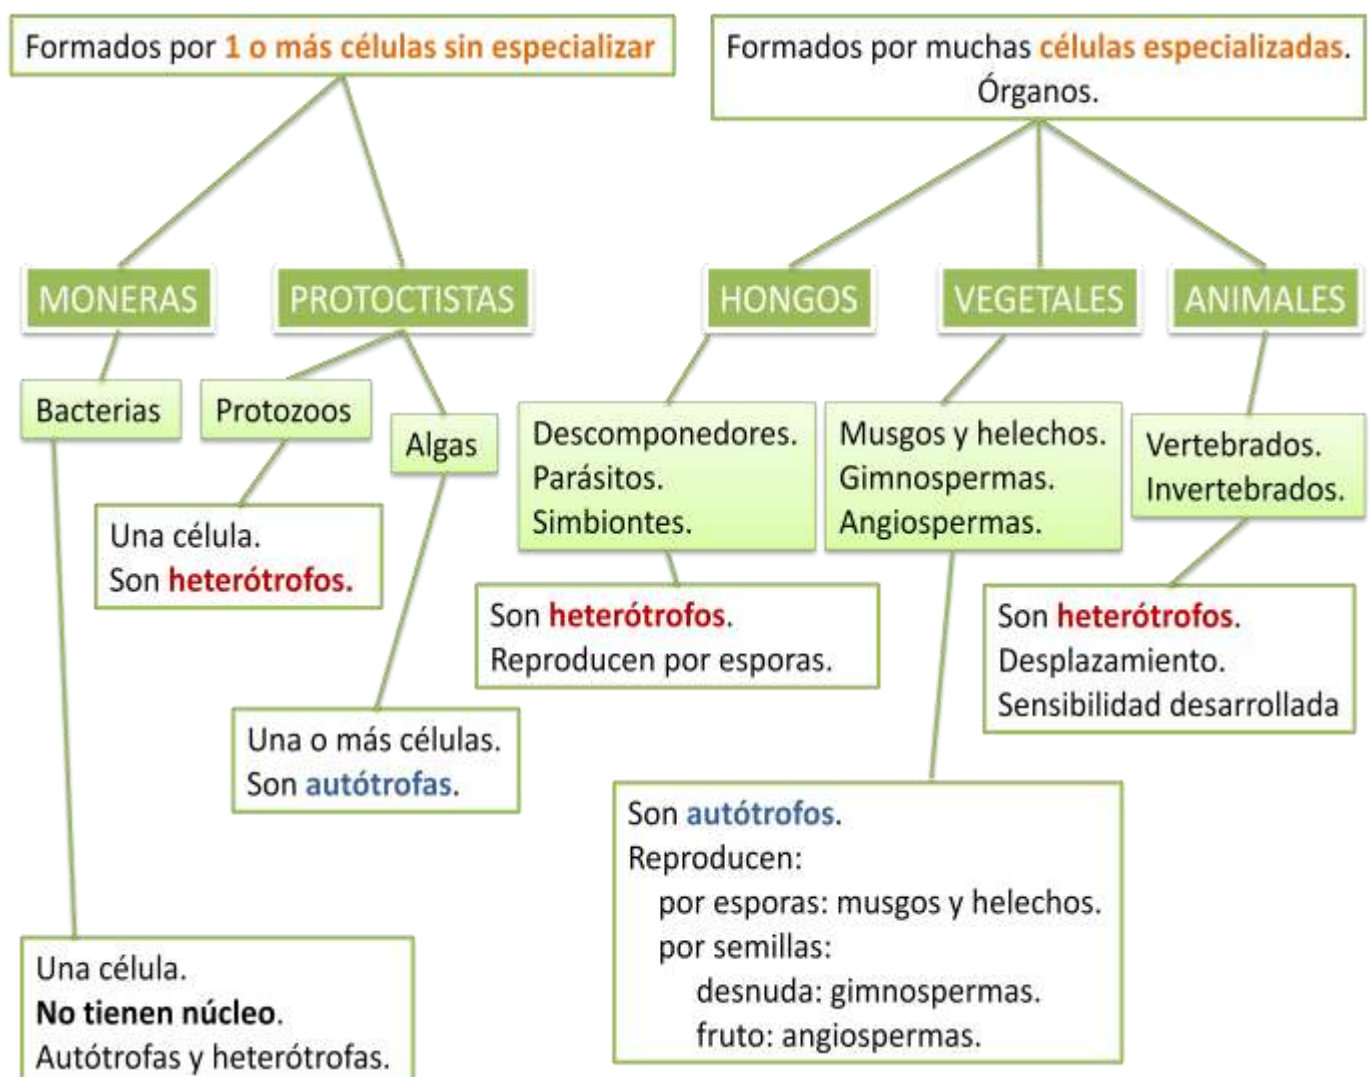 Formados por 1 o más células sin especializar
Formados por muchas células especializadas.
Órganos.
MONERAS
PROTOCTISTAS
HONGOS
VEGETALES
ANIMALES
Bacterias
Protozoos
Algas
Descomponedores.
Parásitos.
Simbiontes.
Musgos y helechos.
Gimnospermas.
Angiospermas.
Vertebrados.
Invertebrados.
Una célula.
Son heterótrofos.
Son heterótrofos.
Reproducen por esporas.
Son heterótrofos.
Desplazamiento.
Sensibilidad desarrollada
Una o más células.
Son autótrofas.
Son autótrofos.
Reproducen:
por esporas: musgos y helechos.
por semillas:
desnuda: gimnospermas.
fruto: angiospermas.
Una célula.
No tienen núcleo.
Autótrofas y heterótrofas.